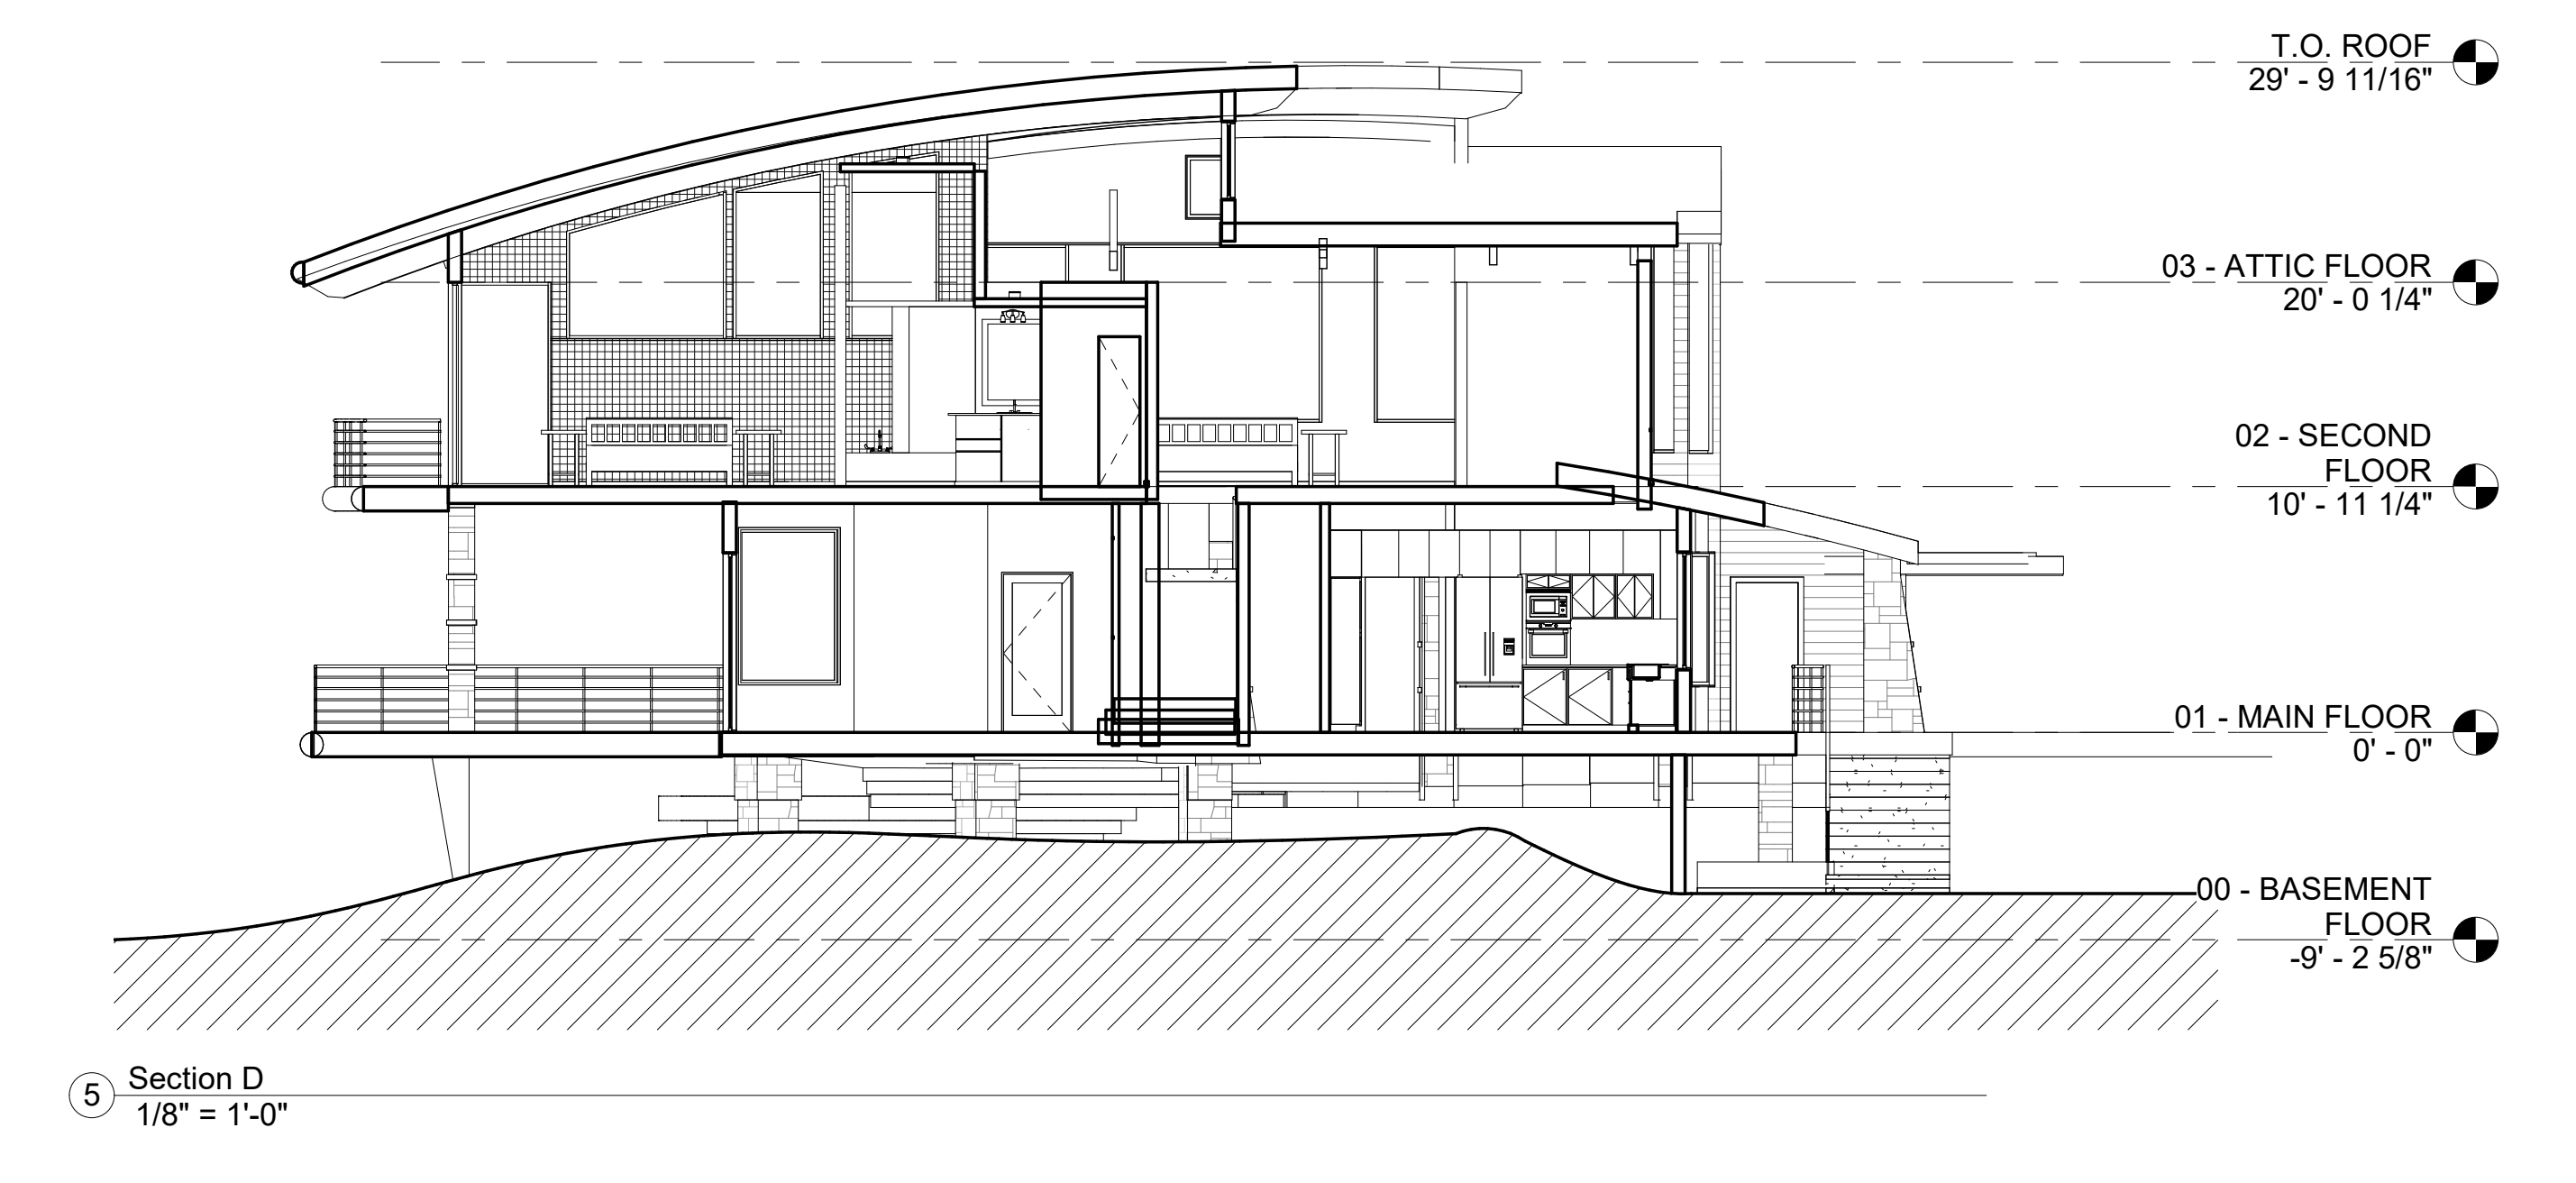 T.O. ROOF
29' - 9 11/16"
03 - ATTIC FLOOR
20' - 0 1/4"
02 - SECOND
FLOOR
10' - 11 1/4"
01 - MAIN FLOOR
0' - 0"
00 - BASEMENT
FLOOR
-9' - 2 5/8"
5
Section D
1/8" = 1'-0"